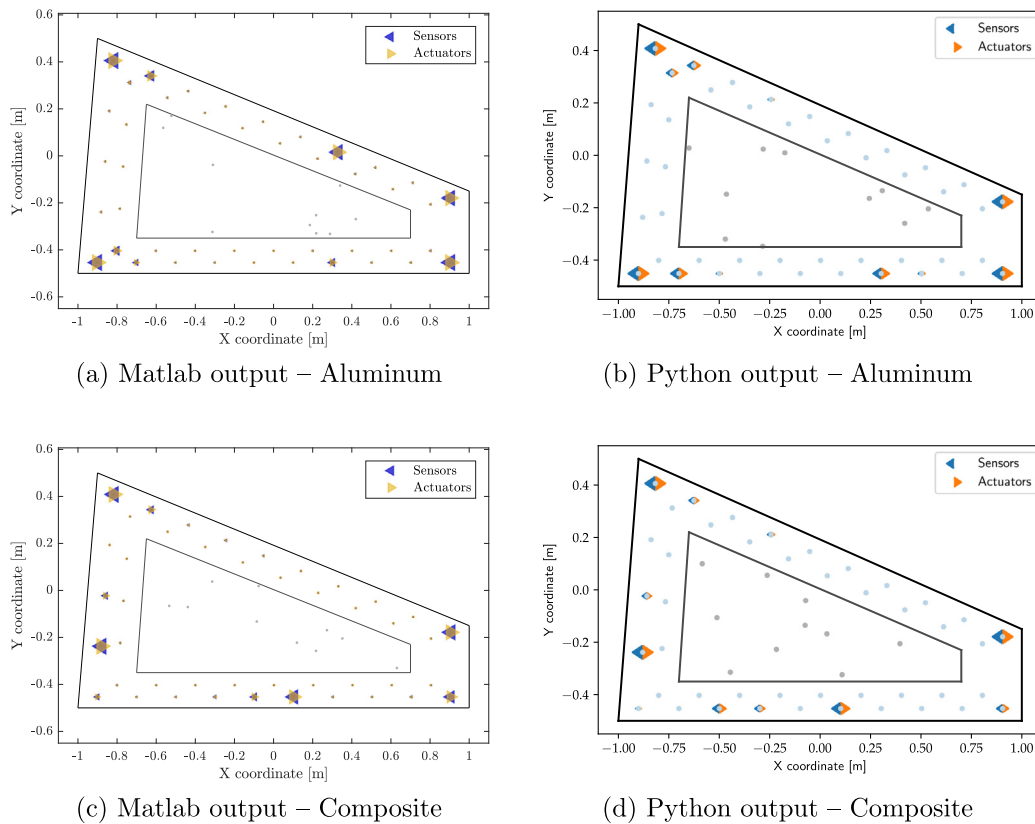 0.6
0.4
0.2
0
-0.2
-0.4
-0.6
Y coordinate [m]
Sensors
Actuators
-1 -0.8 -0.6 -0.4 -0.2 0 0.2 0.4 0.6 0.8 1
X coordinate [m]
(a) Matlab output – Aluminum
0.4
0.2
0.0
−0.2
−0.4
Y coordinate [m]
Sensors
Actuators
−1.00 −0.75 −0.50 −0.25 0.00 0.25 0.50 0.75 1.00
X coordinate [m]
(b) Python output – Aluminum
0.6
0.4
0.2
0
-0.2
-0.4
-0.6
Y coordinate [m]
Sensors
Actuators
-1 -0.8 -0.6 -0.4 -0.2 0 0.2 0.4 0.6 0.8 1
X coordinate [m]
(c) Matlab output – Composite
0.4
0.2
0.0
−0.2
−0.4
Y coordinate [m]
Sensors
Actuators
−1.00 −0.75 −0.50 −0.25 0.00 0.25 0.50 0.75 1.00
X coordinate [m]
(d) Python output – Composite